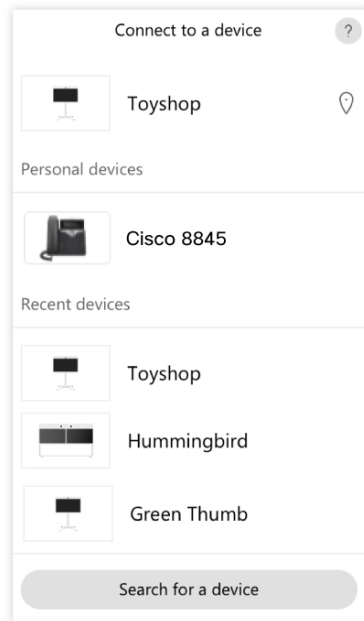 Connect to a device
?
Toyshop
Personal devices
Cisco 8845
Recent devices
Toyshop
Hummingbird
Green Thumb
Search for a device